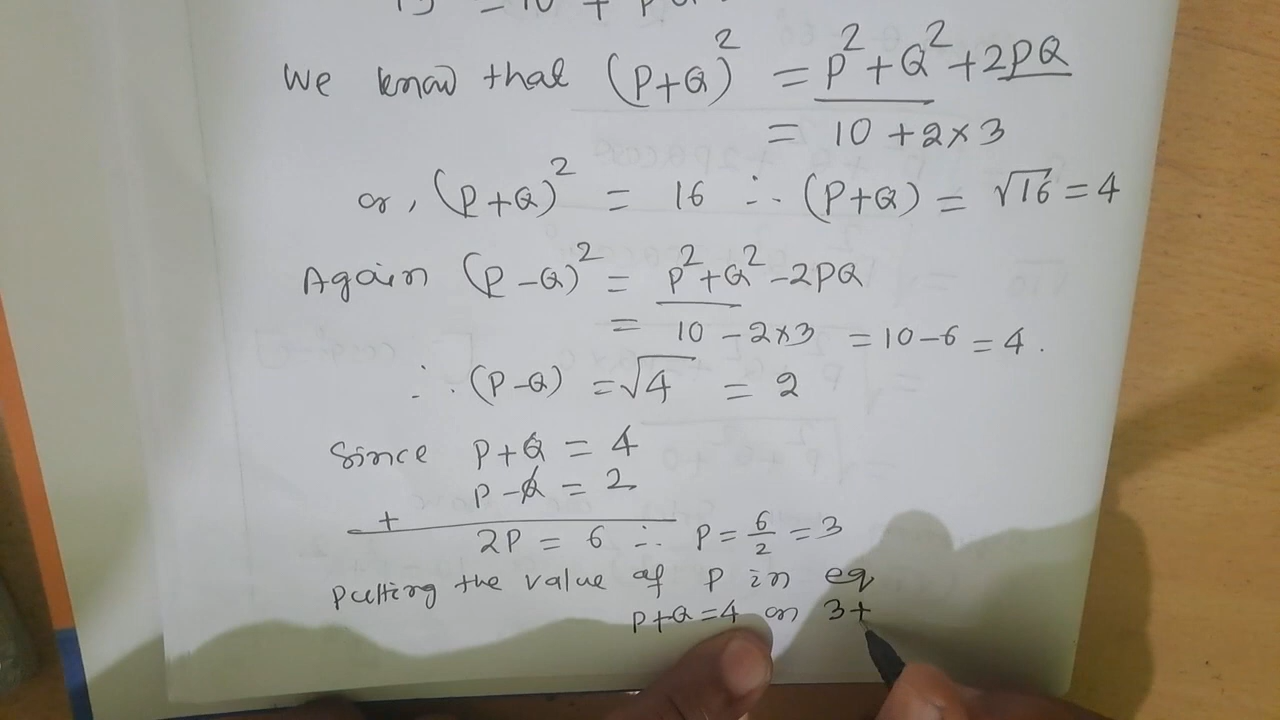 = 10 +
We know that (P+Q)² = P²+Q²+2PQ
= 10 +2×3
or, (P+Q)² = 16 ∴ (P+Q) = √16 = 4
Again (P-Q)² = P²+Q²-2PQ
= 10 -2×3 = 10-6 = 4.
∴ (P-Q) = √4 = 2
Since P+Q = 4
P-Q = 2
+
2P = 6 ∴ P = 6/2 = 3
putting the value of P in eq
P+Q=4 or 3+